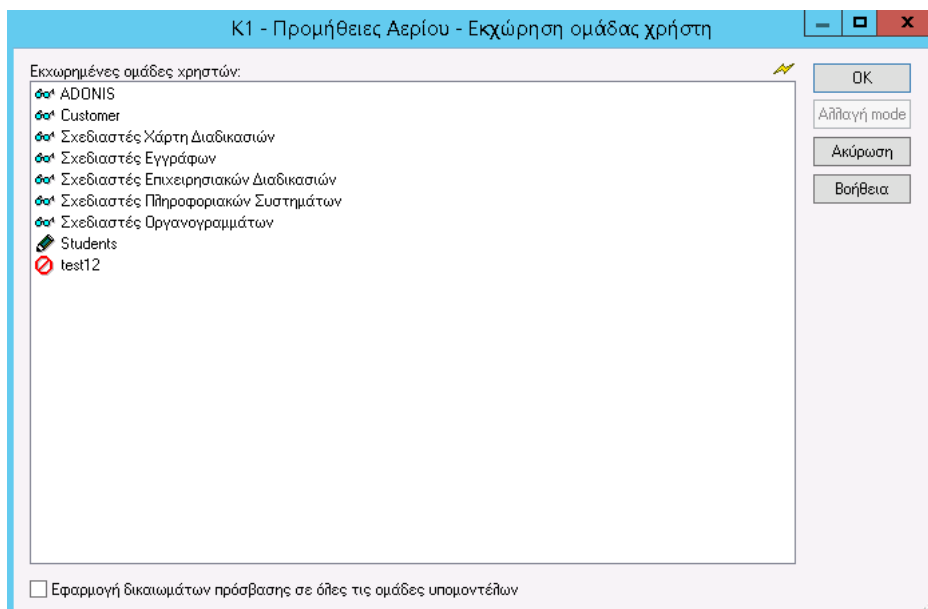 K1 - Προμήθειες Αερίου - Εκχώρηση ομάδας χρήστη
Εκχωρημένες ομάδες χρηστών:
ADONIS
Customer
Σχεδιαστές Χάρτη Διαδικασιών
Σχεδιαστές Εγγράφων
Σχεδιαστές Επιχειρησιακών Διαδικασιών
Σχεδιαστές Πληροφοριακών Συστημάτων
Σχεδιαστές Οργανογραμμάτων
Students
test12
OK
Αλλαγή mode
Ακύρωση
Βοήθεια
Εφαρμογή δικαιωμάτων πρόσβασης σε όλες τις ομάδες υπομοντέλων